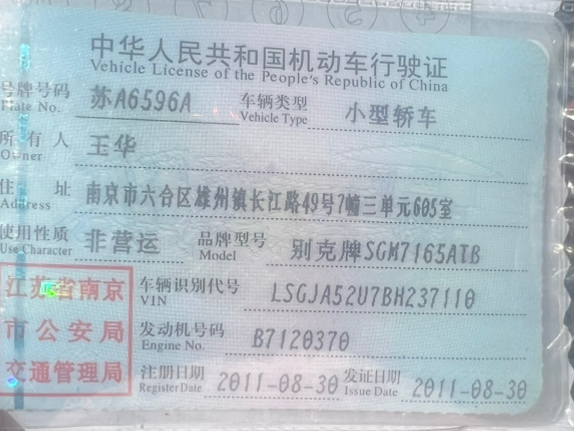 中华人民共和国机动车行驶证
Vehicle License of the People's Republic of China
号牌号码 苏A6596A 车辆类型 小型轿车
Plate No. Vehicle Type
所有人 王华
Owner
住址 南京市六合区雄州镇长江路49号7幢三单元605室
Address
使用性质 非营运 品牌型号 别克牌SGM7165ATB
Use Character Model
江苏省南京 车辆识别代号 LSGJA52U7BH237110
VIN
市公安局 发动机号码 B7120370
Engine No.
交通管理局 注册日期 2011-08-30 发证日期 2011-08-30
Register Date Issue Date